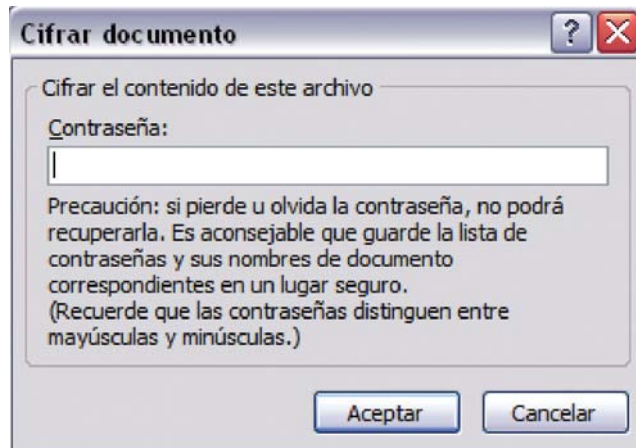 Cifrar documento
Cifrar el contenido de este archivo
Contraseña:
Precaución: si pierde u olvida la contraseña, no podrá
recuperarla. Es aconsejable que guarde la lista de
contraseñas y sus nombres de documento
correspondientes en un lugar seguro.
(Recuerde que las contraseñas distinguen entre
mayúsculas y minúsculas.)
Aceptar Cancelar